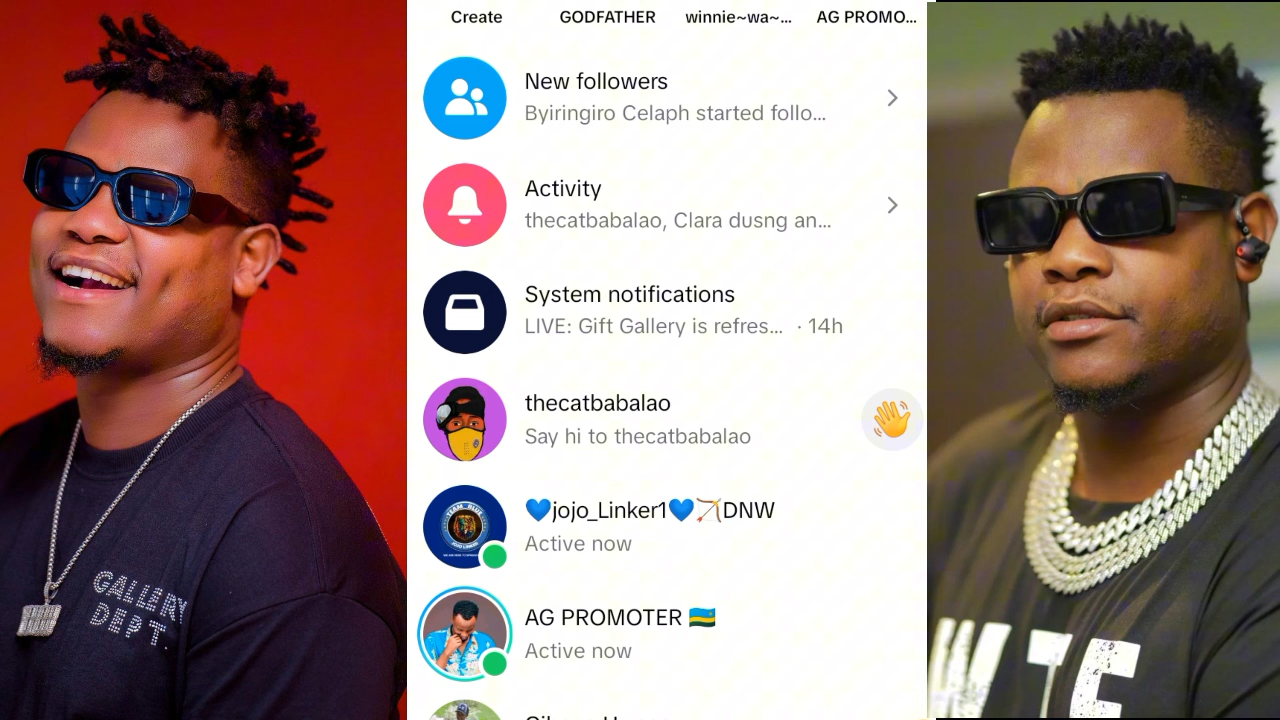 Create
GODFATHER
winnie~wa~...
AG PROMO...
New followers
Byiringiro Celaph started follo...
Activity
thecatbabalao, Clara dusng an...
System notifications
LIVE: Gift Gallery is refres... · 14h
thecatbabalao
Say hi to thecatbabalao
💙jojo_Linker1💙🏹DNW
Active now
AG PROMOTER 🇷🇼
Active now
GALLERY
DEPT.